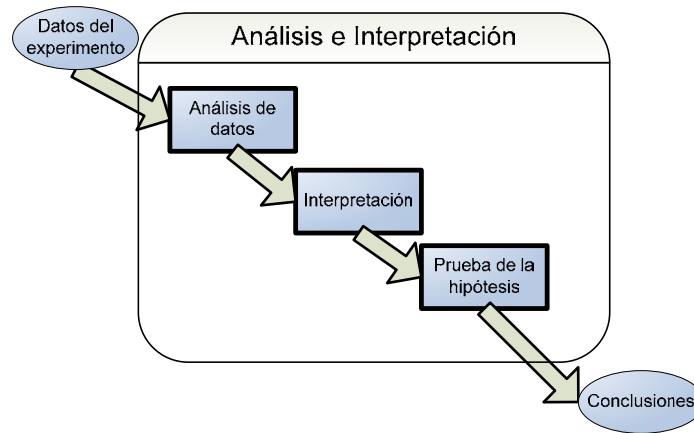 Datos del
experimento
Análisis e Interpretación
Análisis de
datos
Interpretación
Prueba de la
hipótesis
Conclusiones